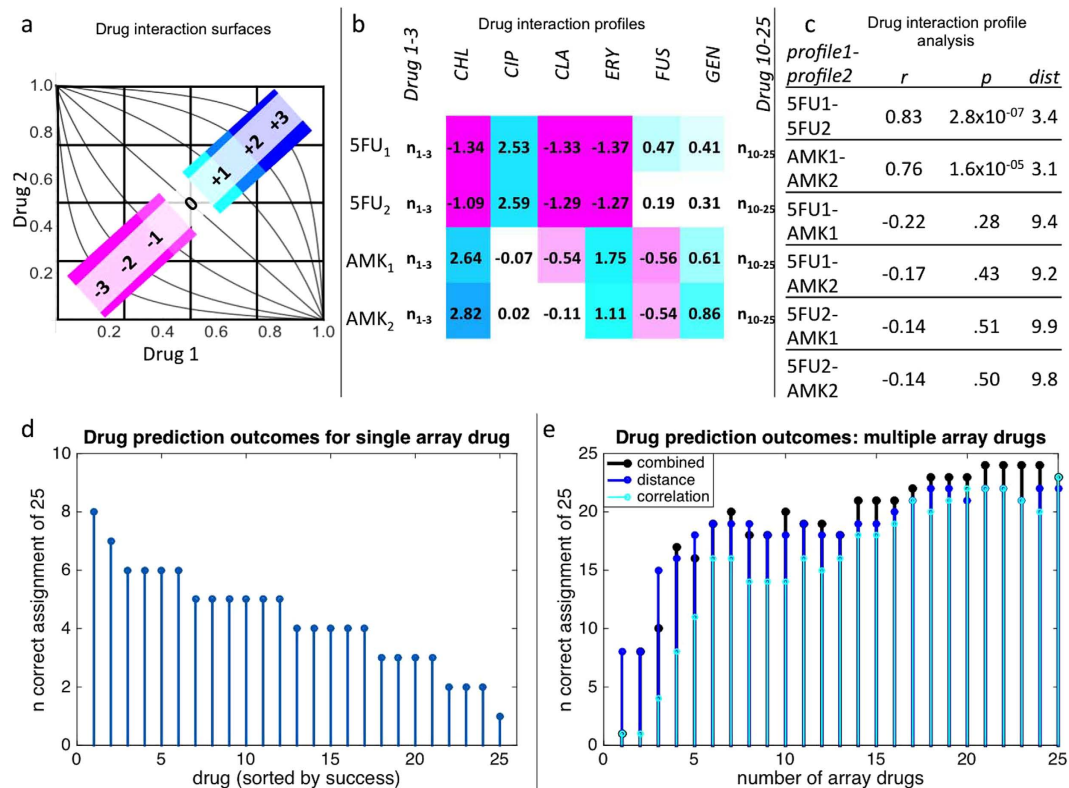 a
Drug interaction surfaces
1.0
0.8
0.6
0.4
0.2
Drug 2
0.2 0.4 0.6 0.8 1.0
Drug 1
-3 -2 -1 0 +1 +2 +3
b
Drug interaction profiles
Drug 1-3 CHL CIP CLA ERY FUS GEN Drug 10-25
5FU1 n1-3 -1.34 2.53 -1.33 -1.37 0.47 0.41 n10-25
5FU2 n1-3 -1.09 2.59 -1.29 -1.27 0.19 0.31 n10-25
AMK1 n1-3 2.64 -0.07 -0.54 1.75 -0.56 0.61 n10-25
AMK2 n1-3 2.82 0.02 -0.11 1.11 -0.54 0.86 n10-25
c
Drug interaction profile
analysis
profile1-
profile2 r p dist
5FU1-
5FU2 0.83 2.8x10-07 3.4
AMK1-
AMK2 0.76 1.6x10-05 3.1
5FU1-
AMK1 -0.22 .28 9.4
5FU1-
AMK2 -0.17 .43 9.2
5FU2-
AMK1 -0.14 .51 9.9
5FU2-
AMK2 -0.14 .50 9.8
d
Drug prediction outcomes for single array drug
n correct assignment of 25
10
8
6
4
2
0
0 5 10 15 20 25
drug (sorted by success)
e
Drug prediction outcomes: multiple array drugs
combined
distance
correlation
n correct assignment of 25
25
20
15
10
5
0
0 5 10 15 20 25
number of array drugs